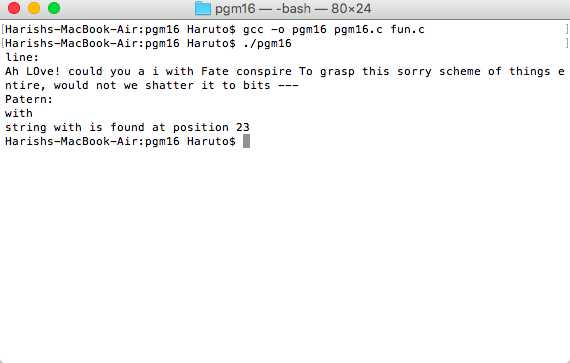 pgm16 — -bash — 80×24
[Harishs-MacBook-Air:pgm16 Haruto$ gcc -o pgm16 pgm16.c fun.c ]
[Harishs-MacBook-Air:pgm16 Haruto$ ./pgm16 ]
line:
Ah LOve! could you a i with Fate conspire To grasp this sorry scheme of things e
ntire, would not we shatter it to bits ---
Patern:
with
string with is found at position 23
Harishs-MacBook-Air:pgm16 Haruto$